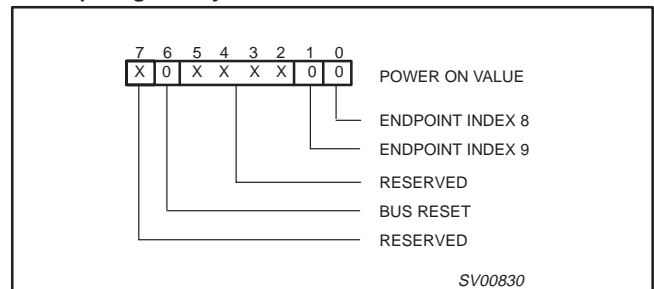 7 6 5 4 3 2 1 0
X 0 X X X X 0 0 POWER ON VALUE
ENDPOINT INDEX 8
ENDPOINT INDEX 9
RESERVED
BUS RESET
RESERVED
SV00830